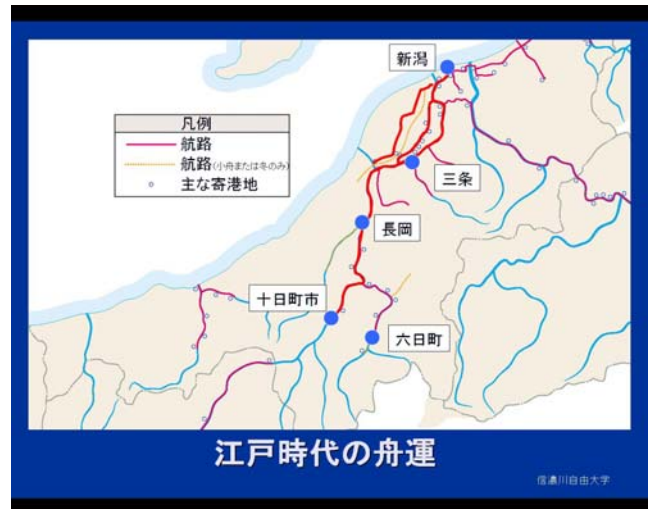 新潟
凡例
航路
航路(小舟または冬のみ)
主な寄港地
三条
長岡
十日町市
六日町
江戸時代の舟運
信濃川自由大学